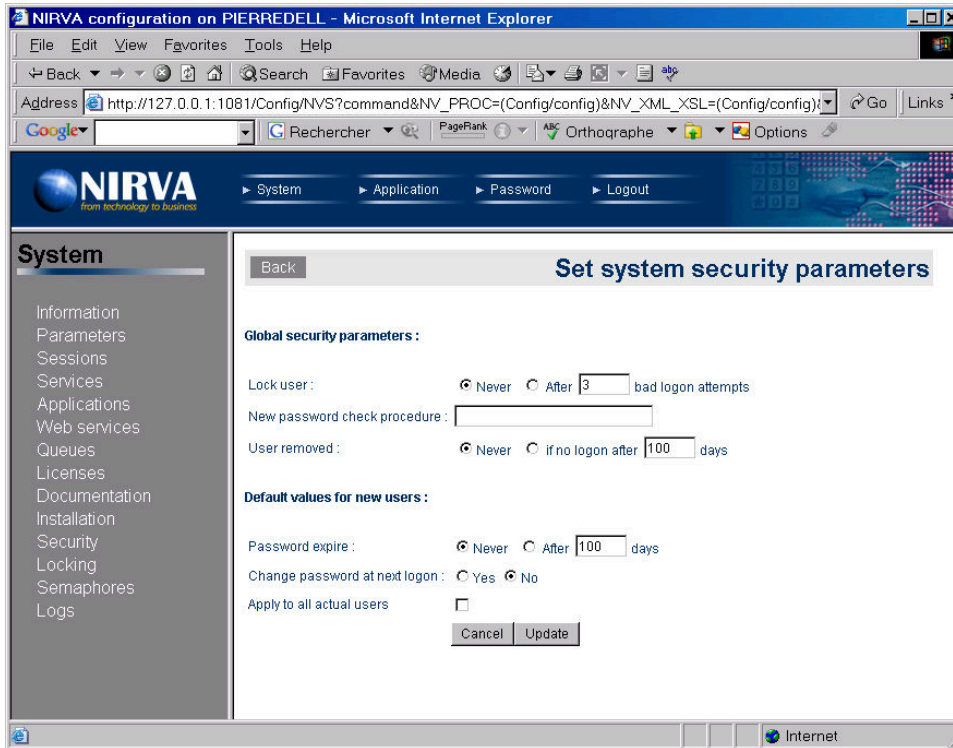 NIRVA configuration on PIERREDELL - Microsoft Internet Explorer
File Edit View Favorites Tools Help
Back Search Favorites Media
Address http://127.0.0.1:1081/Config/NVS?command&NV_PROC=(Config/config)&NV_XML_XSL=(Config/config) Go Links
Google Rechercher PageRank ABC Orthographe Options
NIRVA
from technology to business
System Application Password Logout
System
Information
Parameters
Sessions
Services
Applications
Web services
Queues
Licenses
Documentation
Installation
Security
Locking
Semaphores
Logs
Back Set system security parameters
Global security parameters :
Lock user : Never After 3 bad logon attempts
New password check procedure :
User removed : Never if no logon after 100 days
Default values for new users :
Password expire : Never After 100 days
Change password at next logon : Yes No
Apply to all actual users
Cancel Update
Internet